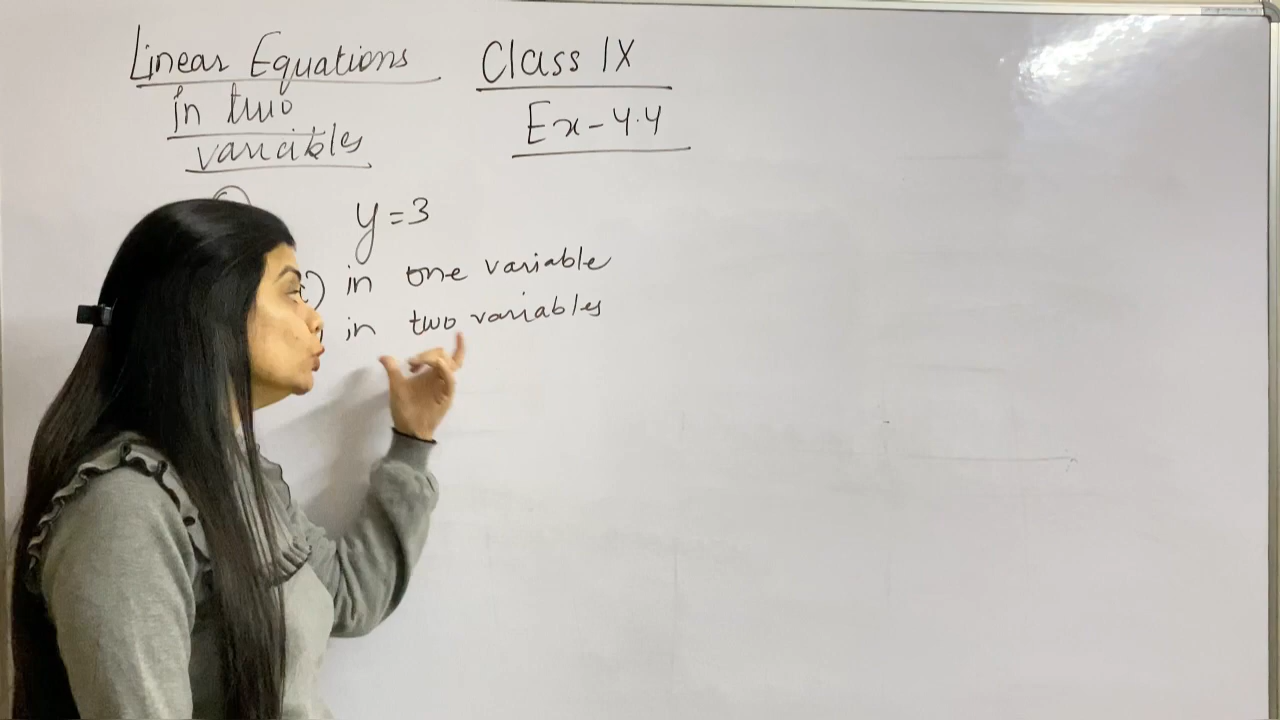 Linear Equations
in two
variables
Class IX
Ex-4.4
y=3
in one variable
in two variables